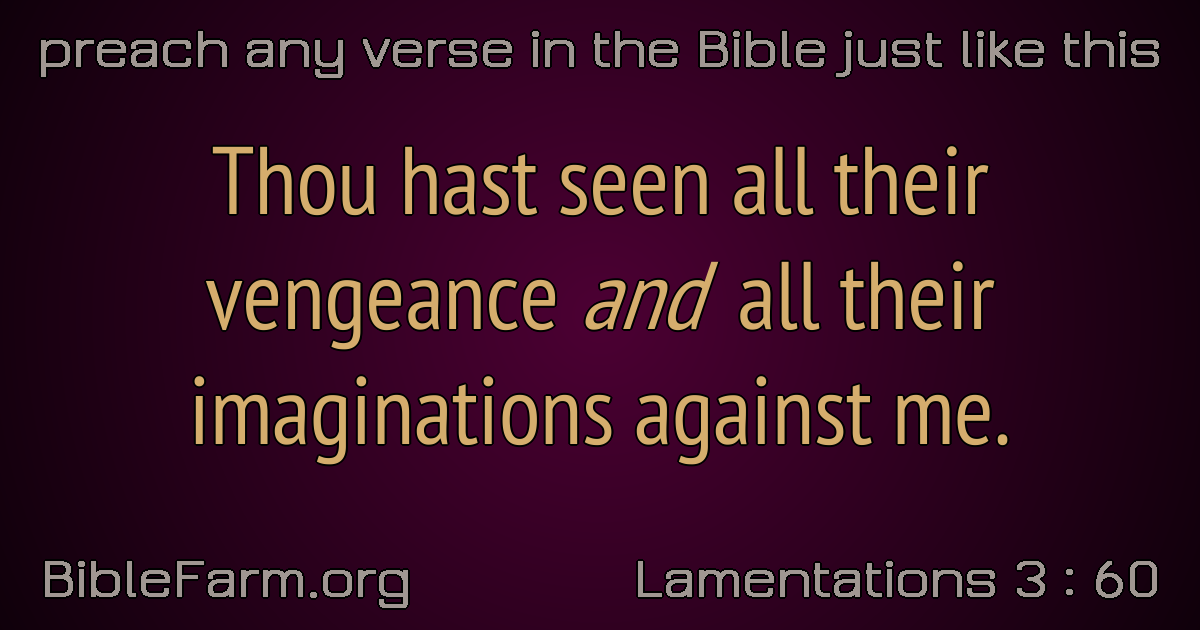 preach any verse in the Bible just like this
Thou hast seen all their
vengeance and all their
imaginations against me.
BibleFarm.org
Lamentations 3 : 60